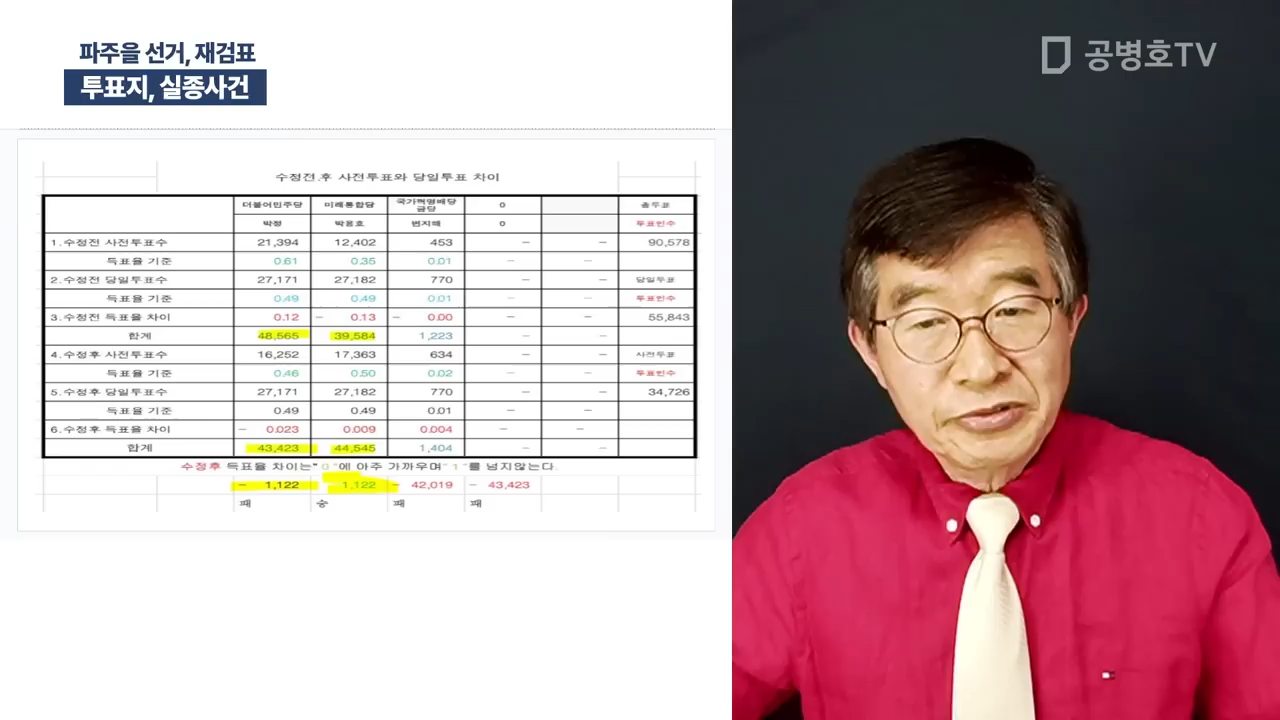 파주을 선거, 재검표
투표지, 실종사건
공병호TV
수정전.후 사전투표와 당일투표 차이
더불어민주당 미래통합당 국가혁명배당금당 0 총투표
박정 박용호 번지해 0 투표인수
1.수정전 사전투표수 21,394 12,402 453 – – 90,578
득표율 기준 0.61 0.35 0.01 – –
2.수정전 당일투표수 27,171 27,182 770 – – 당일투표
득표율 기준 0.49 0.49 0.01 – – 투표인수
3.수정전 득표율 차이 0.12 – 0.13 – 0.00 – – 55,843
합계 48,565 39,584 1,223 – –
4.수정후 사전투표수 16,252 17,363 634 – – 사전투표
득표율 기준 0.46 0.50 0.02 – – 투표인수
5.수정후 당일투표수 27,171 27,182 770 – – 34,726
득표율 기준 0.49 0.49 0.01 – –
6.수정후 득표율 차이 – 0.023 0.009 0.004 – –
합계 43,423 44,545 1,404 – –
수정후 득표율 차이는" 0 "에 아주 가까우며" 1 "를 넘지않는다.
– 1,122 1,122 – 42,019 – 43,423
패 승 패 패